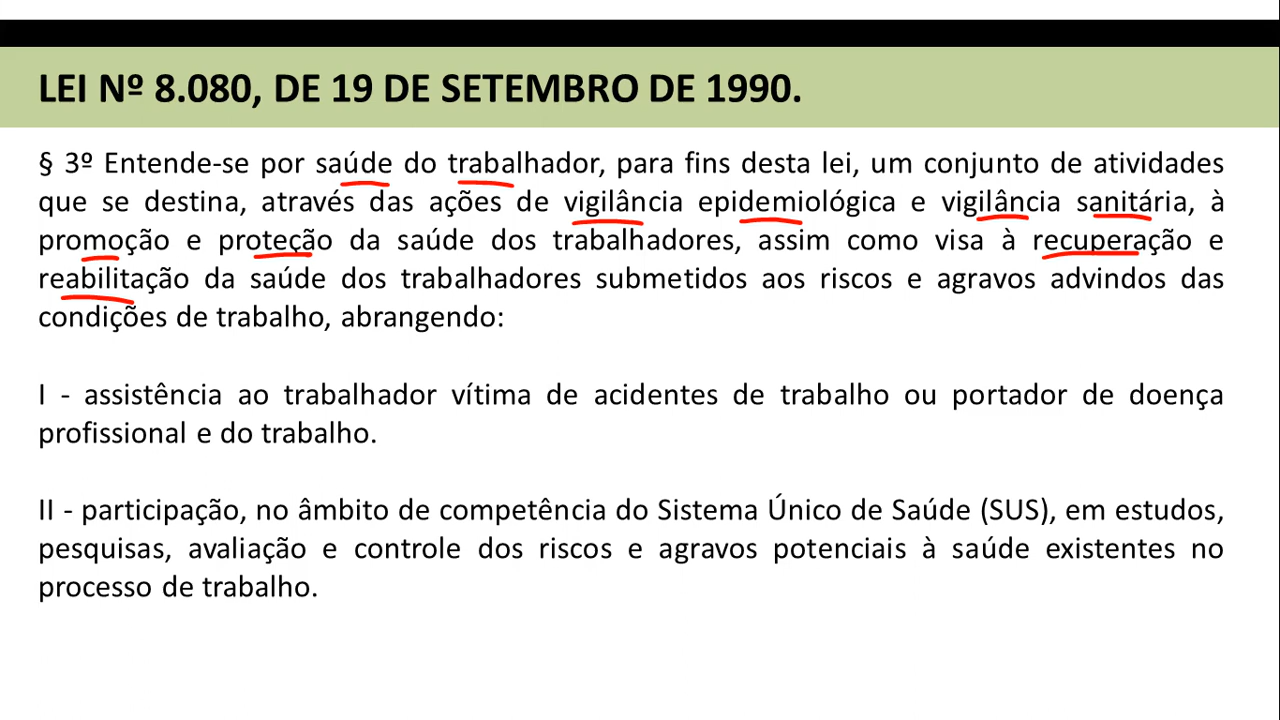 LEI Nº 8.080, DE 19 DE SETEMBRO DE 1990.
§ 3º Entende-se por saúde do trabalhador, para fins desta lei, um conjunto de atividades
que se destina, através das ações de vigilância epidemiológica e vigilância sanitária, à
promoção e proteção da saúde dos trabalhadores, assim como visa à recuperação e
reabilitação da saúde dos trabalhadores submetidos aos riscos e agravos advindos das
condições de trabalho, abrangendo:
I - assistência ao trabalhador vítima de acidentes de trabalho ou portador de doença
profissional e do trabalho.
II - participação, no âmbito de competência do Sistema Único de Saúde (SUS), em estudos,
pesquisas, avaliação e controle dos riscos e agravos potenciais à saúde existentes no
processo de trabalho.